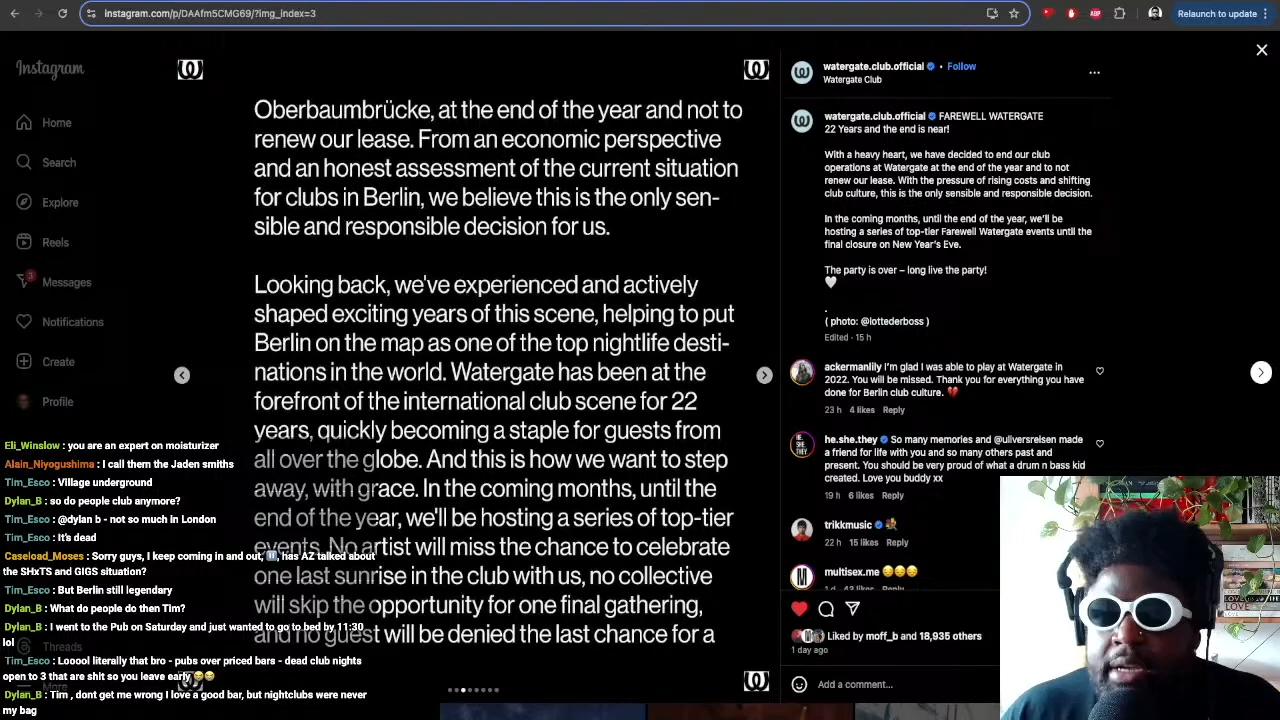 instagram.com/p/DAAfm5CMG69/?img_index=3
ABP
Relaunch to update
Instagram
Home
Search
Explore
Reels
3
Messages
Notifications
Create
Profile
Threads
More
Oberbaumbrücke, at the end of the year and not to
renew our lease. From an economic perspective
and an honest assessment of the current situation
for clubs in Berlin, we believe this is the only sen-
sible and responsible decision for us.
Looking back, we've experienced and actively
shaped exciting years of this scene, helping to put
Berlin on the map as one of the top nightlife desti-
nations in the world. Watergate has been at the
forefront of the international club scene for 22
years, quickly becoming a staple for guests from
all over the globe. And this is how we want to step
away, with grace. In the coming months, until the
end of the year, we'll be hosting a series of top-tier
events. No artist will miss the chance to celebrate
one last sunrise in the club with us, no collective
will skip the opportunity for one final gathering,
and no guest will be denied the last chance for a
Eli_Winslow : you are an expert on moisturizer
Alain_Niyogushima : I call them the Jaden smiths
Tim_Esco : Village underground
Dylan_B : so do people club anymore?
Tim_Esco : @dylan b - not so much in London
Tim_Esco : It's dead
Caseload_Moses : Sorry guys, I keep coming in and out, ⏸️, has AZ talked about
the SHxTS and GIGS situation?
Tim_Esco : But Berlin still legendary
Dylan_B : What do people do then Tim?
Dylan_B : I went to the Pub on Saturday and just wanted to go to bed by 11:30
lol
Tim_Esco : Looool literally that bro - pubs over priced bars - dead club nights
open to 3 that are shit so you leave early 😂😂
Dylan_B : Tim , dont get me wrong I love a good bar, but nightclubs were never
my bag
watergate.club.official • Follow
Watergate Club
watergate.club.official FAREWELL WATERGATE
22 Years and the end is near!
With a heavy heart, we have decided to end our club
operations at Watergate at the end of the year and to not
renew our lease. With the pressure of rising costs and shifting
club culture, this is the only sensible and responsible decision.
In the coming months, until the end of the year, we'll be
hosting a series of top-tier Farewell Watergate events until the
final closure on New Year's Eve.
The party is over – long live the party!
🤍
.
( photo: @lottederboss )
Edited · 15 h
ackermanlily I'm glad I was able to play at Watergate in
2022. You will be missed. Thank you for everything you have
done for Berlin club culture. 💔
23 h 4 likes Reply
he.she.they So many memories and @uliversreisen made
a friend for life with you and so many others past and
present. You should be very proud of what a drum n bass kid
created. Love you buddy xx
19 h 6 likes Reply
trikkmusic
22 h 15 likes Reply
multisex.me 😔😔😔
1 d 43 likes Reply
Liked by moff_b and 18,935 others
1 day ago
Add a comment...
LOVE